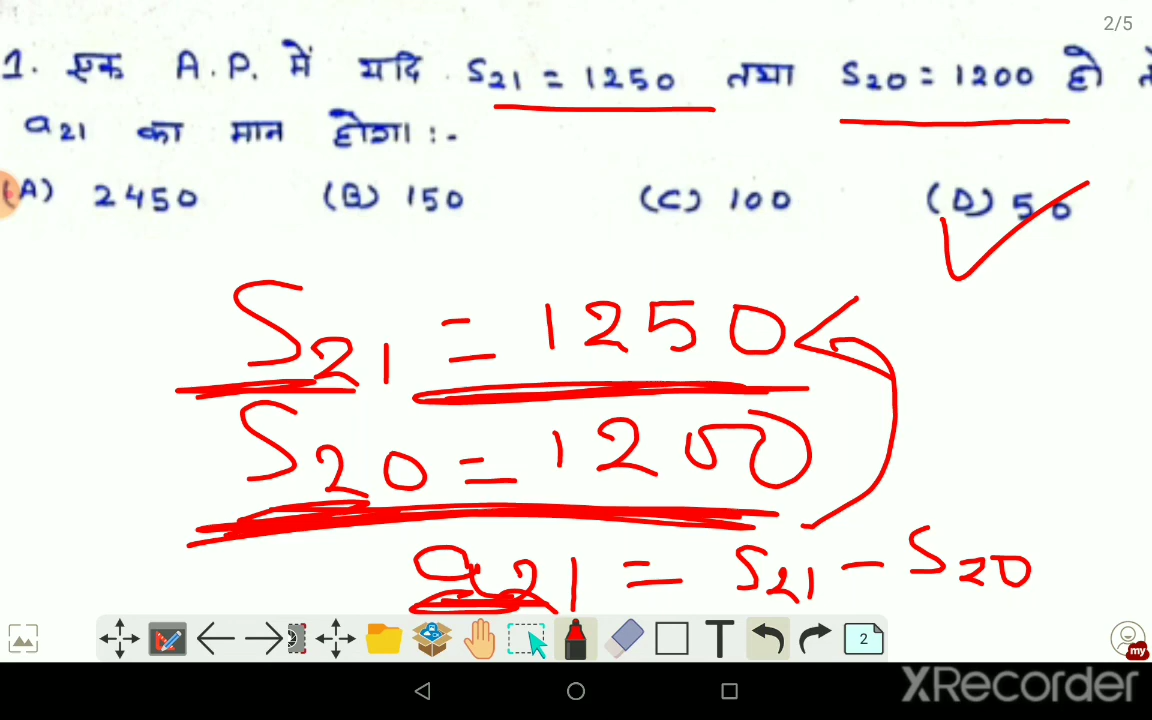 2/5
1. एक A.P. में यदि S21 = 1250 तथा S20 = 1200 हो
a21 का मान होगा :-
(A) 2450 (B) 150 (C) 100 (D) 50
S21 = 1250
S20 = 1200
a21 = S21 - S20
T 2
my
XRecorder